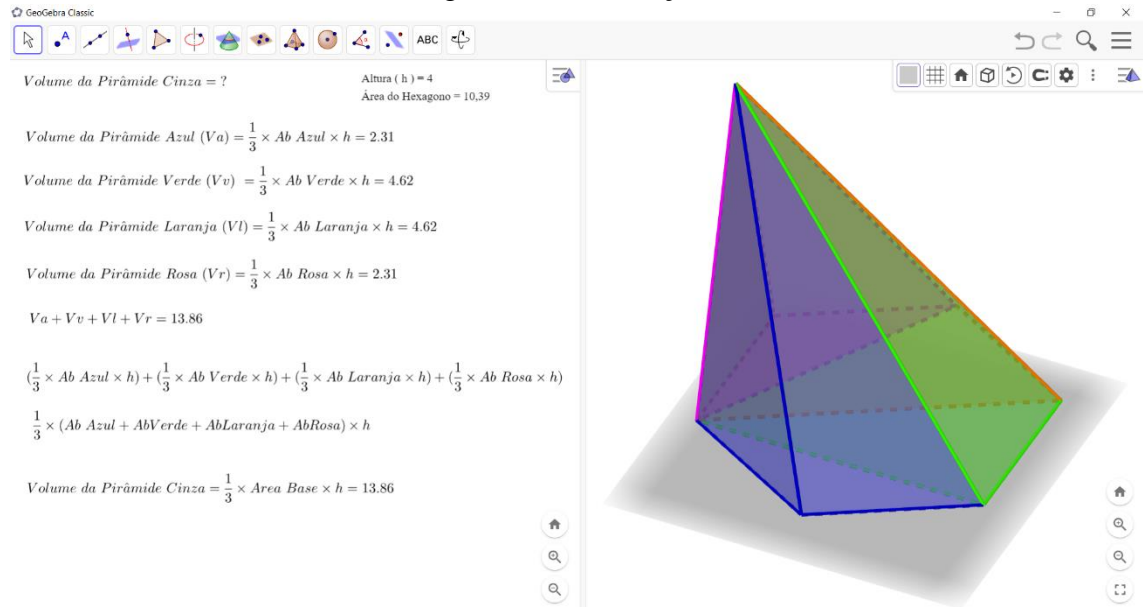 GeoGebra Classic
ABC
Volume da Pirâmide Cinza = ?
Altura ( h ) = 4
Área do Hexagono = 10,39
Volume da Pirâmide Azul (Va) = 1/3 × Ab Azul × h = 2.31
Volume da Pirâmide Verde (Vv) = 1/3 × Ab Verde × h = 4.62
Volume da Pirâmide Laranja (Vl) = 1/3 × Ab Laranja × h = 4.62
Volume da Pirâmide Rosa (Vr) = 1/3 × Ab Rosa × h = 2.31
Va + Vv + Vl + Vr = 13.86
(1/3 × Ab Azul × h) + (1/3 × Ab Verde × h) + (1/3 × Ab Laranja × h) + (1/3 × Ab Rosa × h)
1/3 × (Ab Azul + AbVerde + AbLaranja + AbRosa) × h
Volume da Pirâmide Cinza = 1/3 × Area Base × h = 13.86